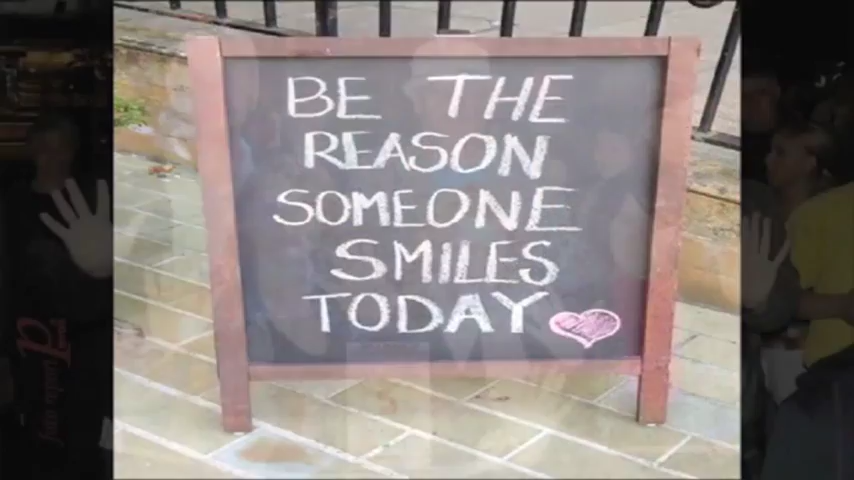 BE THE
REASON
SOMEONE
SMILES
TODAY